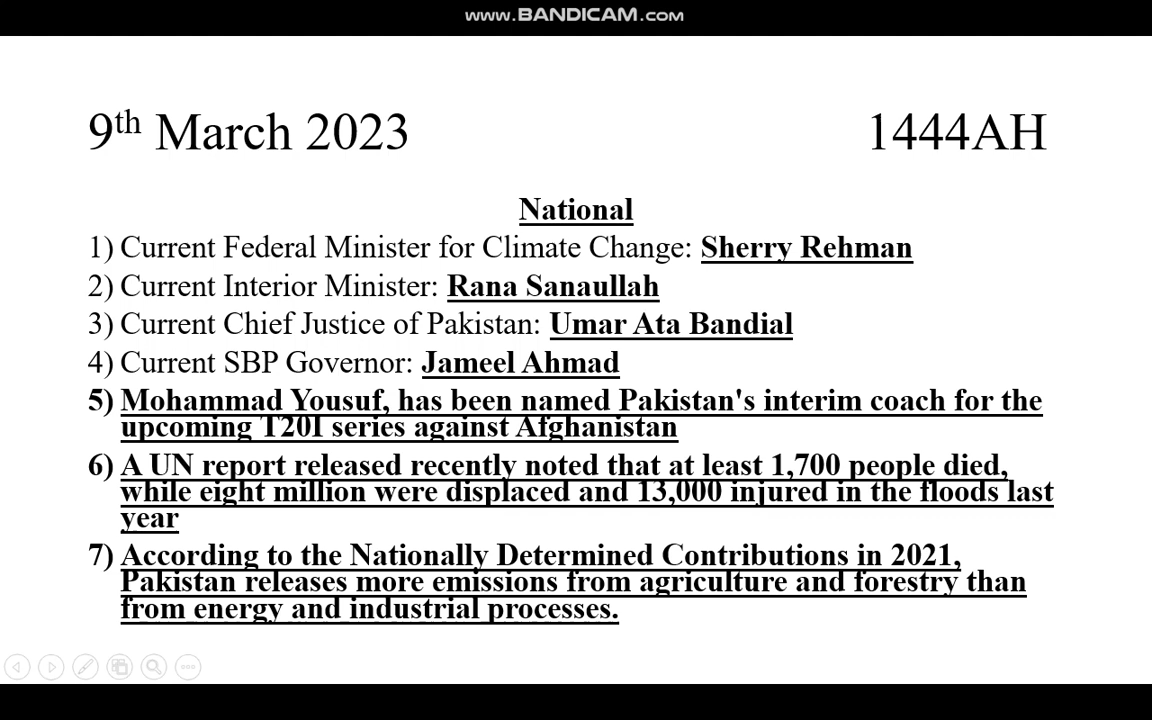 www.BANDICAM.com
9th March 2023 1444AH
National
1) Current Federal Minister for Climate Change: Sherry Rehman
2) Current Interior Minister: Rana Sanaullah
3) Current Chief Justice of Pakistan: Umar Ata Bandial
4) Current SBP Governor: Jameel Ahmad
5) Mohammad Yousuf, has been named Pakistan's interim coach for the
upcoming T20I series against Afghanistan
6) A UN report released recently noted that at least 1,700 people died,
while eight million were displaced and 13,000 injured in the floods last
year
7) According to the Nationally Determined Contributions in 2021,
Pakistan releases more emissions from agriculture and forestry than
from energy and industrial processes.